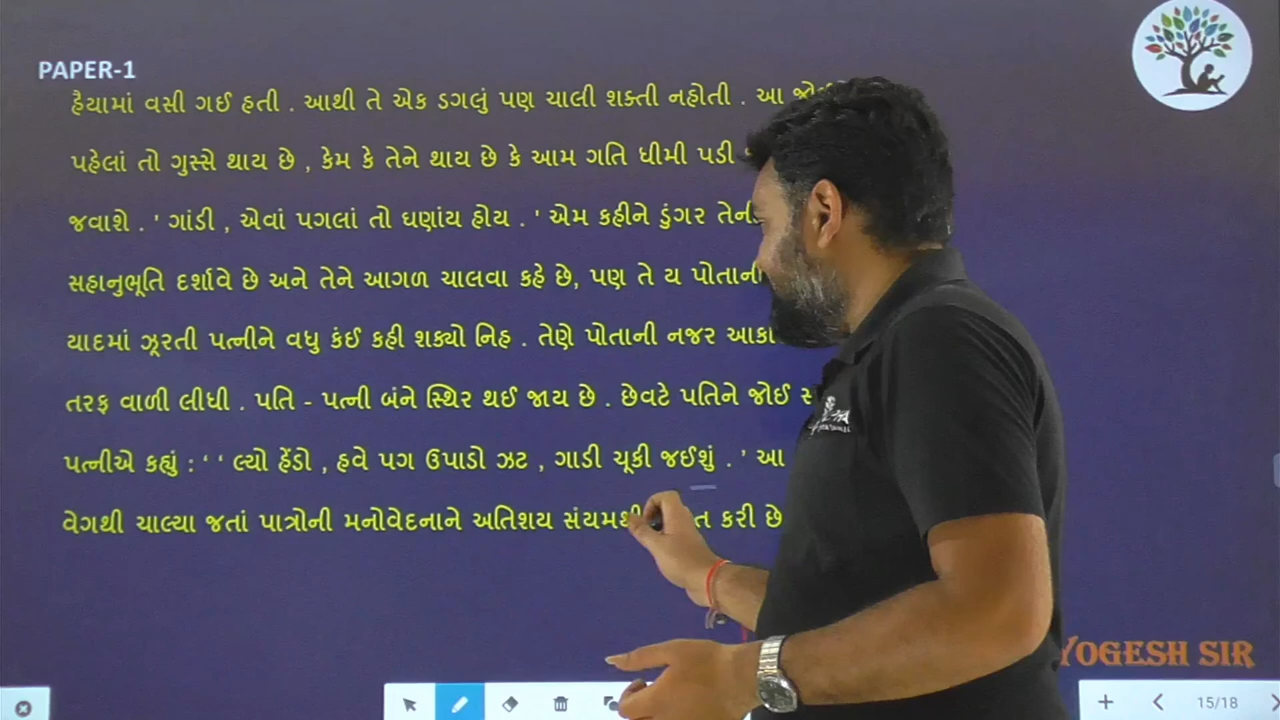 PAPER-1
હૈયામાં વસી ગઈ હતી . આથી તે એક ડગલું પણ ચાલી શક્તી નહોતી . આ
પહેલાં તો ગુસ્સે થાય છે , કેમ કે તેને થાય છે કે આમ ગતિ ધીમી પડી
જવાશે . ' ગાંડી , એવાં પગલાં તો ઘણાંય હોય . ' એમ કહીને ડુંગર
સહાનુભૂતિ દર્શાવે છે અને તેને આગળ ચાલવા કહે છે, પણ તે ય
યાદમાં ઝૂરતી પત્નીને વધુ કંઈ કહી શક્યો નિહ . તેણે પોતાની નજર
તરફ વાળી લીધી . પતિ - પત્ની બંને સ્થિર થઈ જાય છે . છેવટે પતિને જોઈ
પત્નીએ કહ્યું : ‘ ‘ લ્યો હેંડો , હવે પગ ઉપાડો ઝટ , ગાડી ચૂકી જઈશું . ' આ
વેગથી ચાલ્યા જતાં પાત્રોની મનોવેદનાને અતિશય કરી છે
YOGESH SIR
15/18